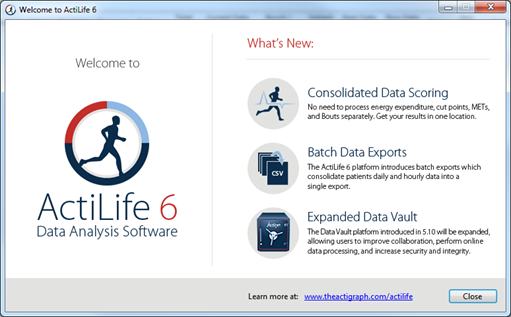 Welcome to ActiLife 6
Welcome to
ActiLife 6
Data Analysis Software
What's New:
Consolidated Data Scoring
No need to process energy expenditure, cut points, METs,
and Bouts separately. Get your results in one location.
Batch Data Exports
CSV
The ActiLife 6 platform introduces batch exports which
consolidate patients daily and hourly data into a
single export.
Expanded Data Vault
The Data Vault platform introduced in 5.10 will be expanded,
allowing users to improve collaboration, perform online
data processing, and increase security and integrity.
Learn more at: www.theactigraph.com/actilife
Close